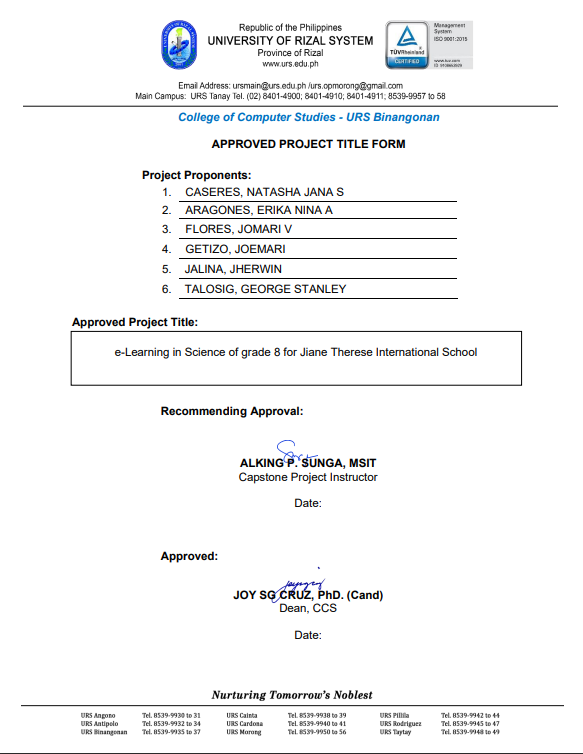 Republic of the Philippines
UNIVERSITY OF RIZAL SYSTEM
Province of Rizal
www.urs.edu.ph
TÜVRheinland
CERTIFIED
Management
System
ISO 9001:2015
www.tuv.com
Email Address: ursmain@urs.edu.ph /urs.opmorong@gmail.com
Main Campus: URS Tanay Tel. (02) 8401-4900; 8401-4910; 8401-4911; 8539-9957 to 58
College of Computer Studies - URS Binangonan
APPROVED PROJECT TITLE FORM
Project Proponents:
1. CASERES, NATASHA JANA S
2. ARAGONES, ERIKA NINA A
3. FLORES, JOMARI V
4. GETIZO, JOEMARI
5. JALINA, JHERWIN
6. TALOSIG, GEORGE STANLEY
Approved Project Title:
e-Learning in Science of grade 8 for Jiane Therese International School
Recommending Approval:
ALKING P. SUNGA, MSIT
Capstone Project Instructor
Date:
Approved:
JOY SG CRUZ, PhD. (Cand)
Dean, CCS
Date:
Nurturing Tomorrow's Noblest
URS Angono Tel. 8539-9930 to 31 URS Cainta Tel. 8539-9938 to 39 URS Pililla Tel. 8539-9942 to 44
URS Antipolo Tel. 8539-9932 to 34 URS Cardona Tel. 8539-9940 to 41 URS Rodriguez Tel. 8539-9945 to 47
URS Binangonan Tel. 8539-9935 to 37 URS Morong Tel. 8539-9950 to 56 URS Taytay Tel. 8539-9948 to 49